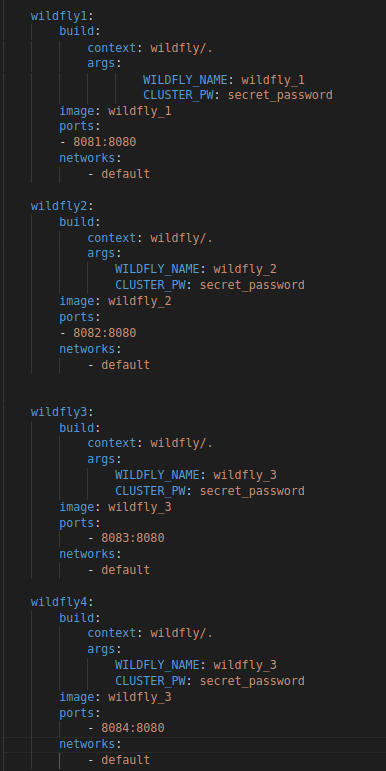 wildfly1:
build:
context: wildfly/.
args:
WILDFLY_NAME: wildfly_1
CLUSTER_PW: secret_password
image: wildfly_1
ports:
- 8081:8080
networks:
- default
wildfly2:
build:
context: wildfly/.
args:
WILDFLY_NAME: wildfly_2
CLUSTER_PW: secret_password
image: wildfly_2
ports:
- 8082:8080
networks:
- default
wildfly3:
build:
context: wildfly/.
args:
WILDFLY_NAME: wildfly_3
CLUSTER_PW: secret_password
image: wildfly_3
ports:
- 8083:8080
networks:
- default
wildfly4:
build:
context: wildfly/.
args:
WILDFLY_NAME: wildfly_3
CLUSTER_PW: secret_password
image: wildfly_3
ports:
- 8084:8080
networks:
- default